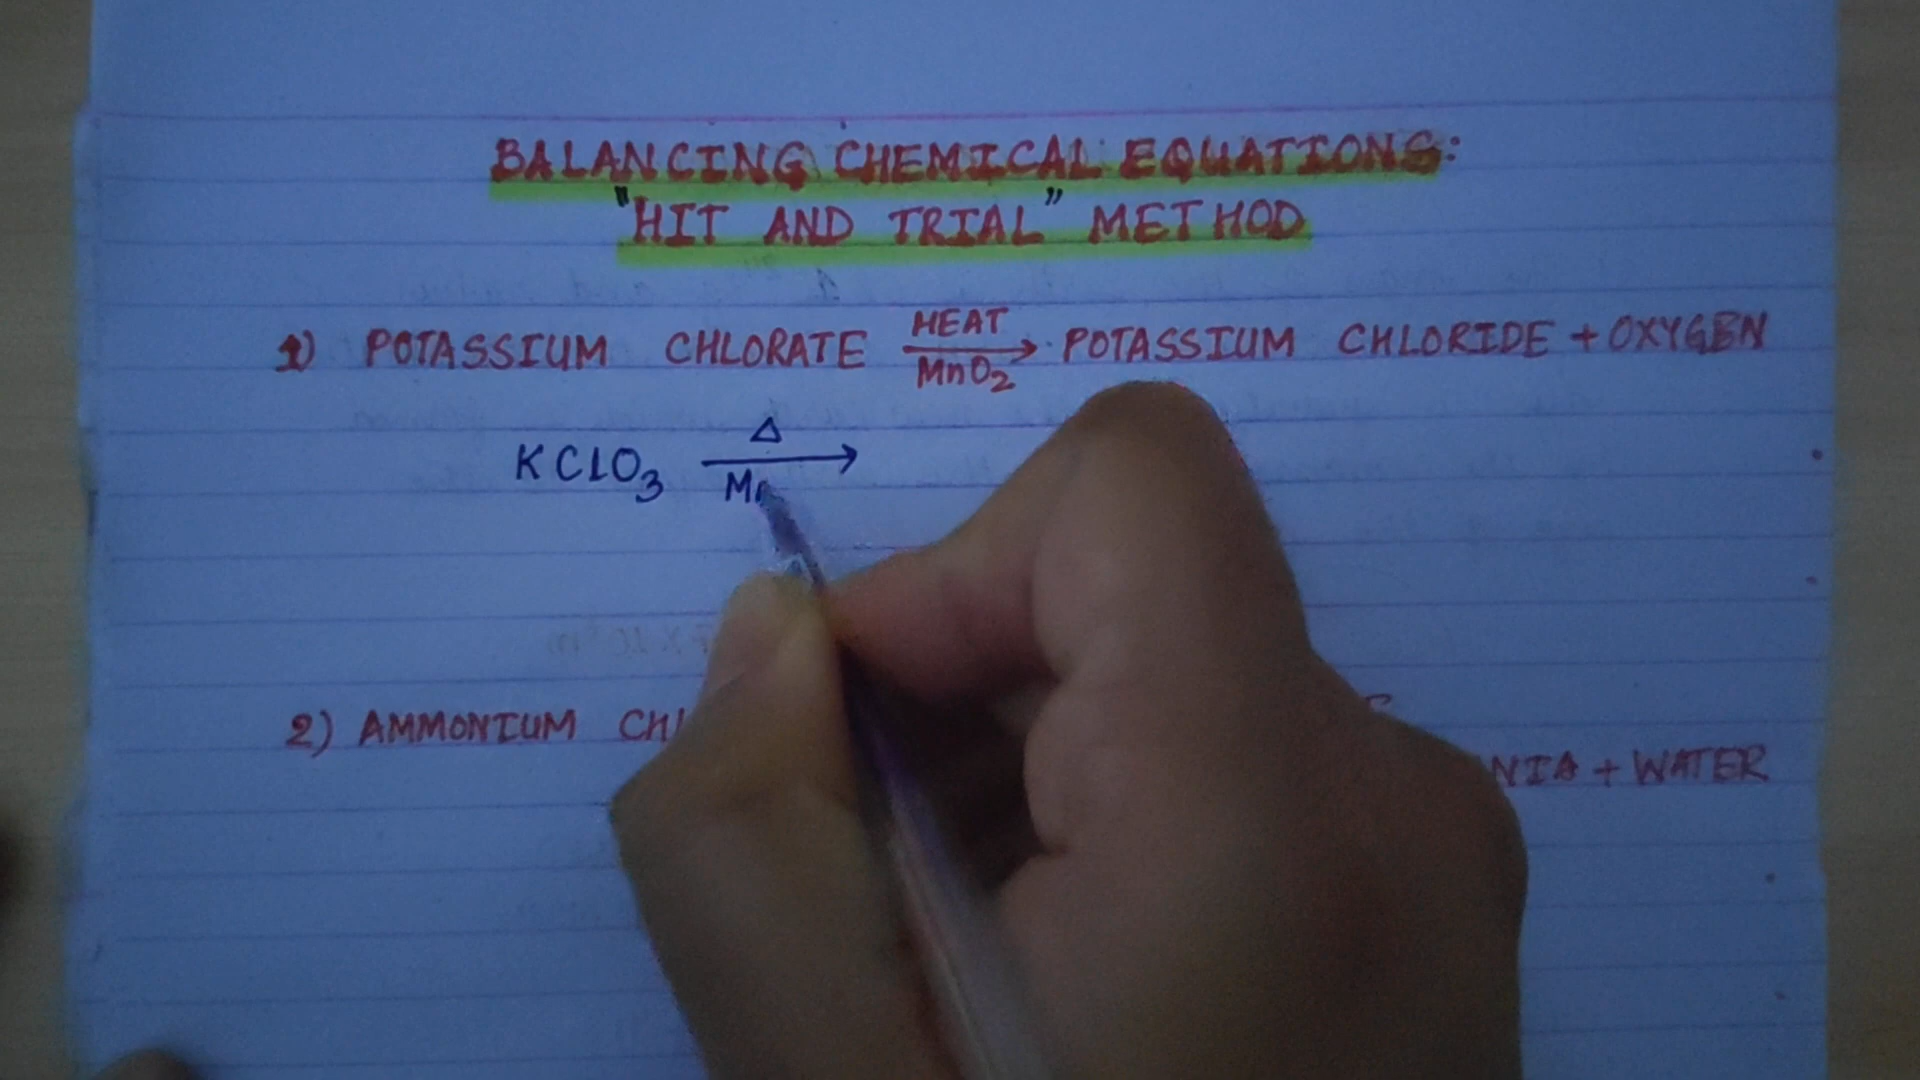 BALANCING CHEMICAL EQUATIONS:
"HIT AND TRIAL" METHOD
1) POTASSIUM CHLORATE HEAT MnO2 POTASSIUM CHLORIDE + OXYGEN
KClO3 Δ
2) AMMONIUM
+ WATER